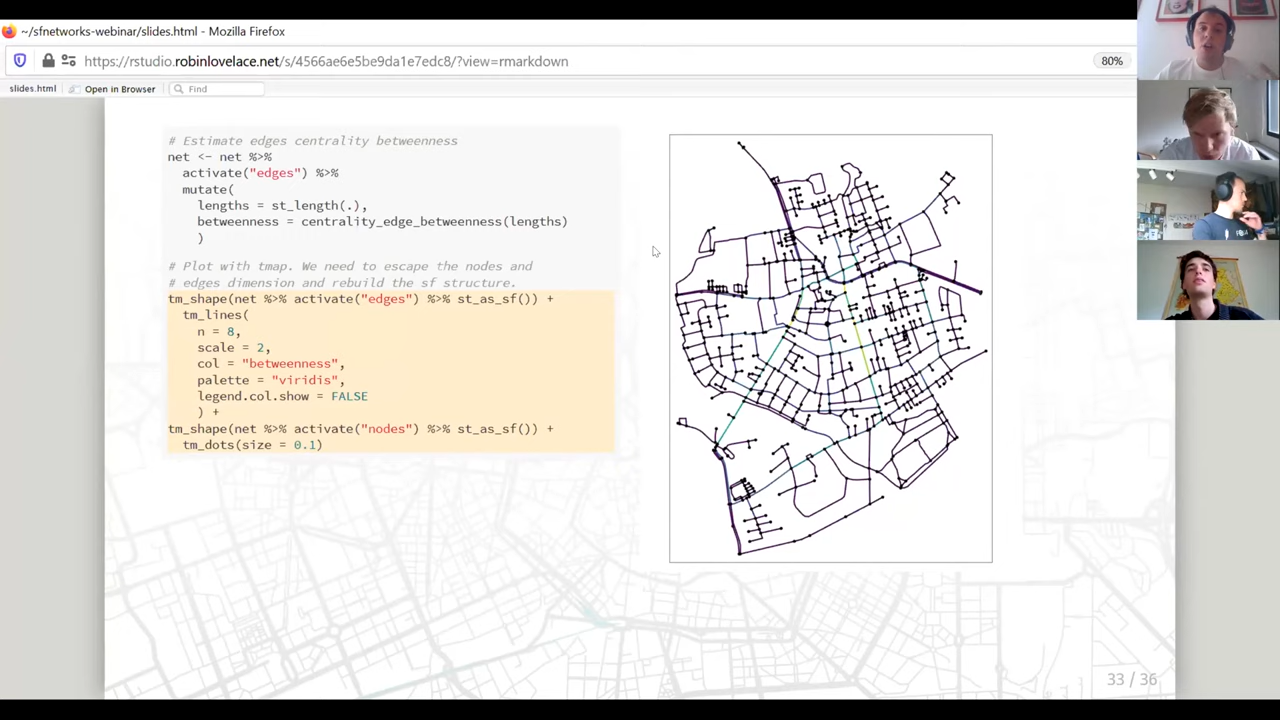 ~/sfnetworks-webinar/slides.html - Mozilla Firefox
https://rstudio.robinlovelace.net/s/4566ae6e5be9da1e7edc8/?view=rmarkdown
80%
slides.html
Open in Browser
Find
# Estimate edges centrality betweenness
net <- net %>%
activate("edges") %>%
mutate(
lengths = st_length(.),
betweenness = centrality_edge_betweenness(lengths)
)
# Plot with tmap. We need to escape the nodes and
# edges dimension and rebuild the sf structure.
tm_shape(net %>% activate("edges") %>% st_as_sf()) +
tm_lines(
n = 8,
scale = 2,
col = "betweenness",
palette = "viridis",
legend.col.show = FALSE
) +
tm_shape(net %>% activate("nodes") %>% st_as_sf()) +
tm_dots(size = 0.1)
33 / 36